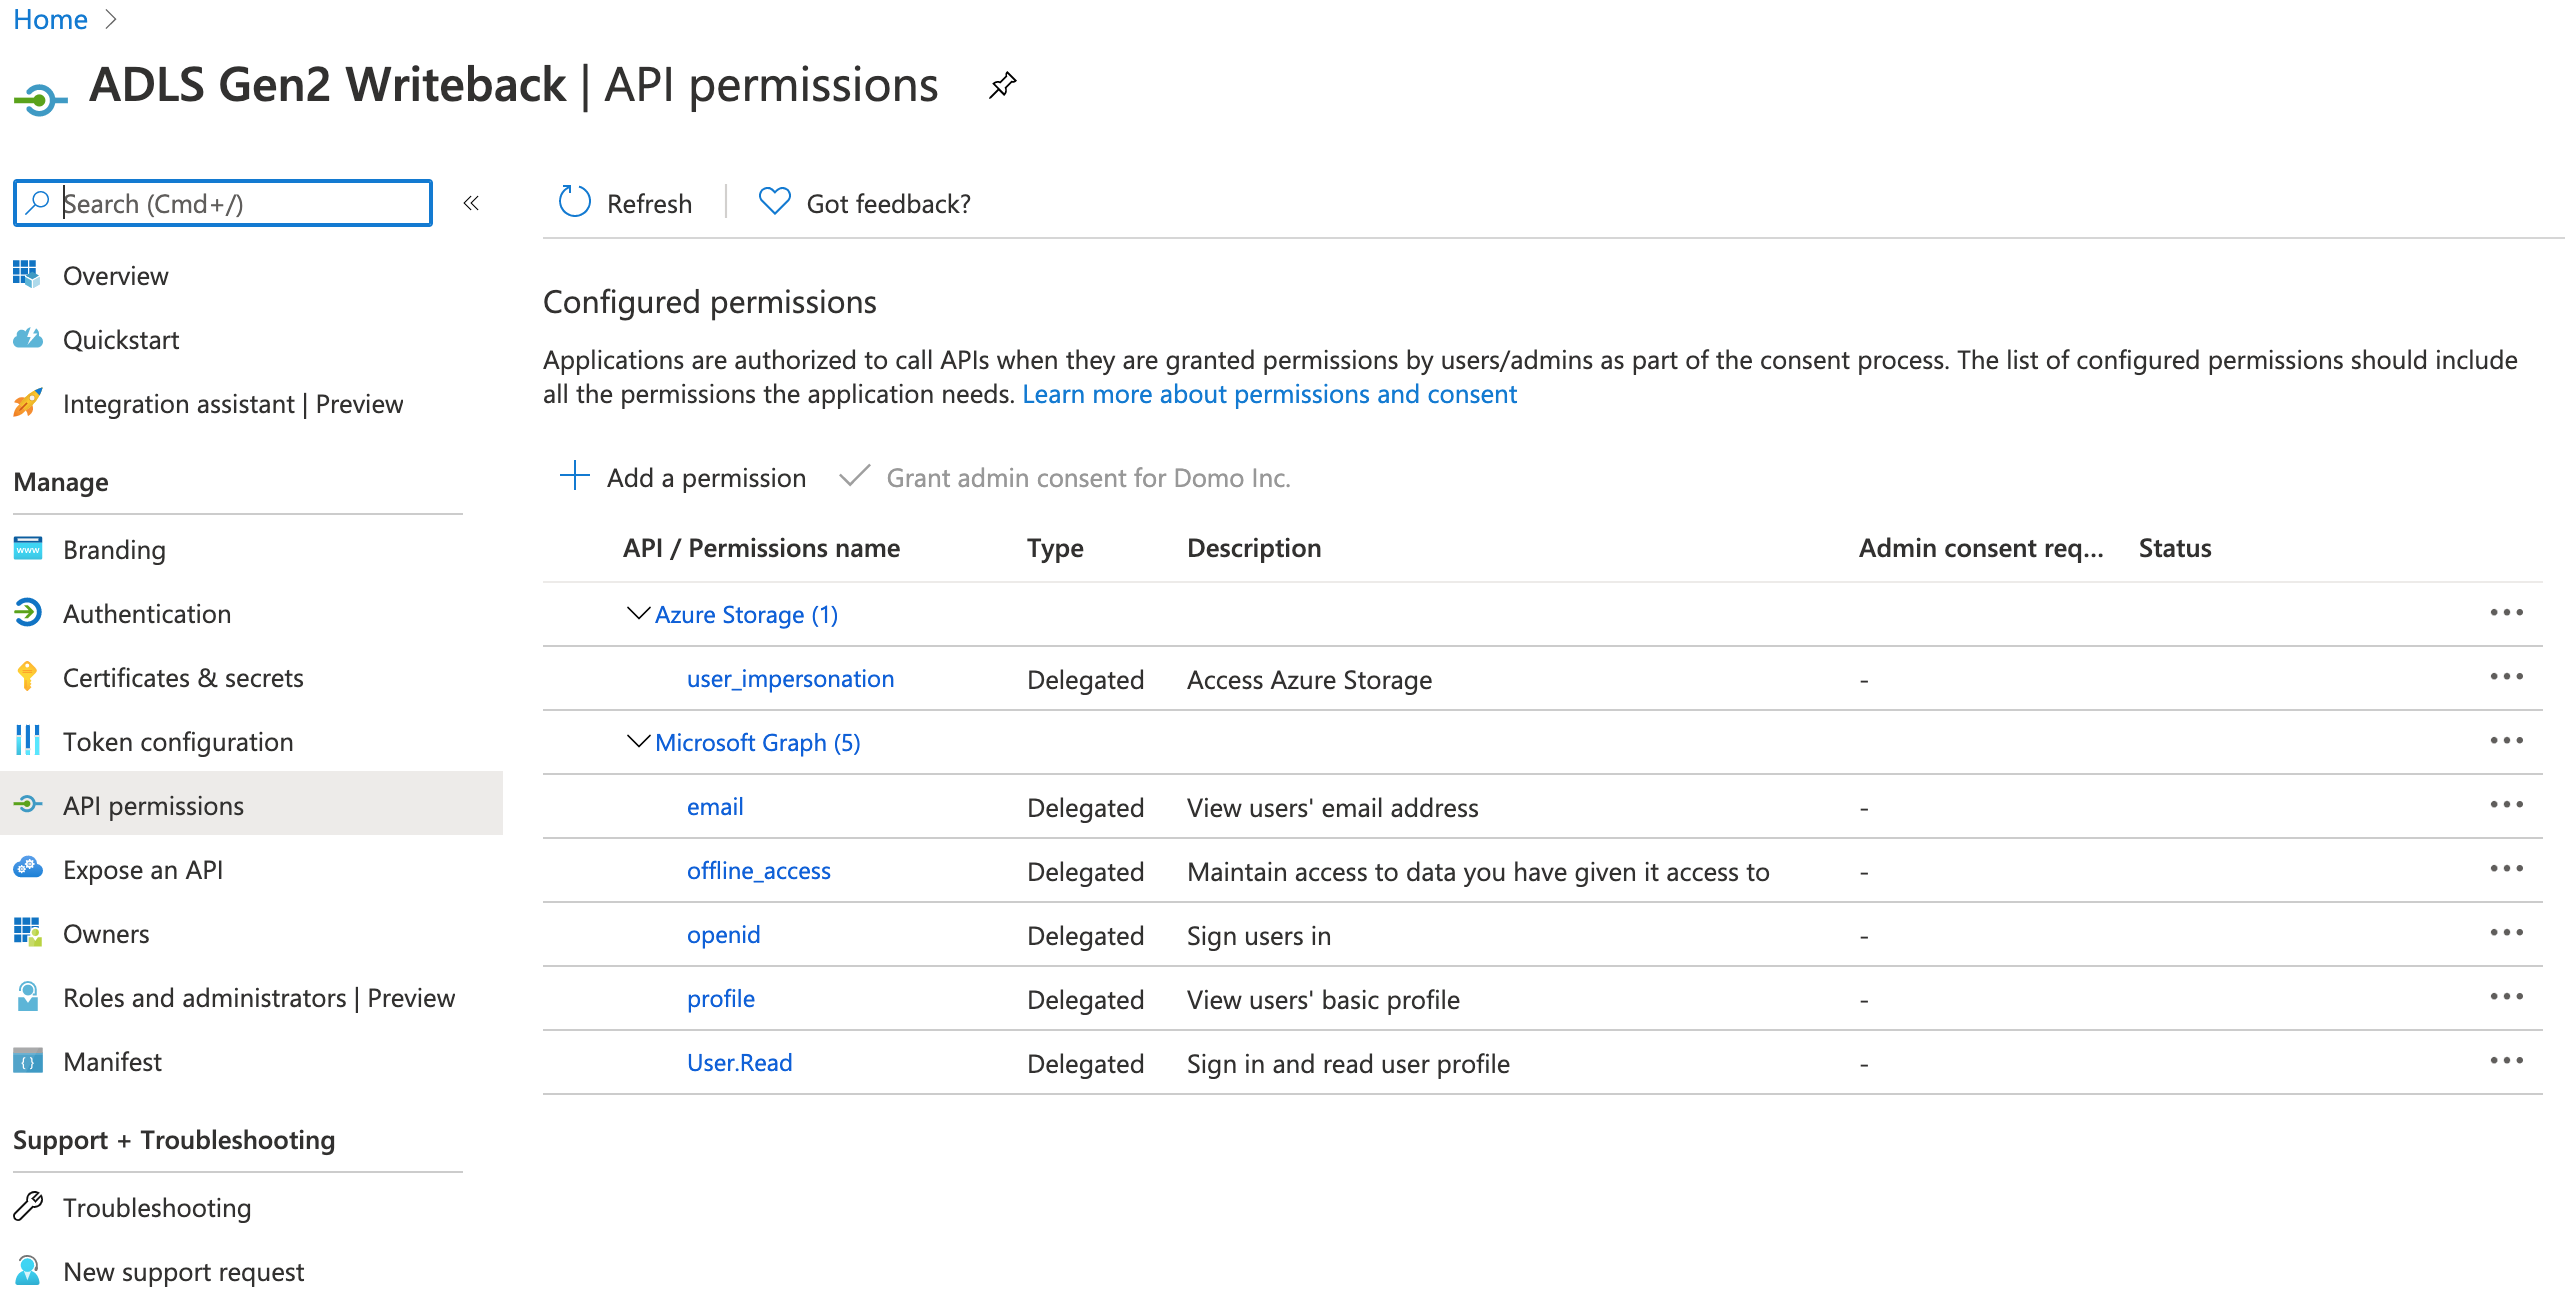 Home
ADLS Gen2 Writeback | API permissions
Search (Cmd+/)
Refresh
Got feedback?
Overview
Quickstart
Integration assistant | Preview
Manage
Branding
Authentication
Certificates & secrets
Token configuration
API permissions
Expose an API
Owners
Roles and administrators | Preview
Manifest
Support + Troubleshooting
Troubleshooting
New support request
Configured permissions
Applications are authorized to call APIs when they are granted permissions by users/admins as part of the consent process. The list of configured permissions should include
all the permissions the application needs. Learn more about permissions and consent
Add a permission
Grant admin consent for Domo Inc.
API / Permissions name Type Description Admin consent req... Status
Azure Storage (1)
user_impersonation Delegated Access Azure Storage -
Microsoft Graph (5)
email Delegated View users' email address -
offline_access Delegated Maintain access to data you have given it access to -
openid Delegated Sign users in -
profile Delegated View users' basic profile -
User.Read Delegated Sign in and read user profile -